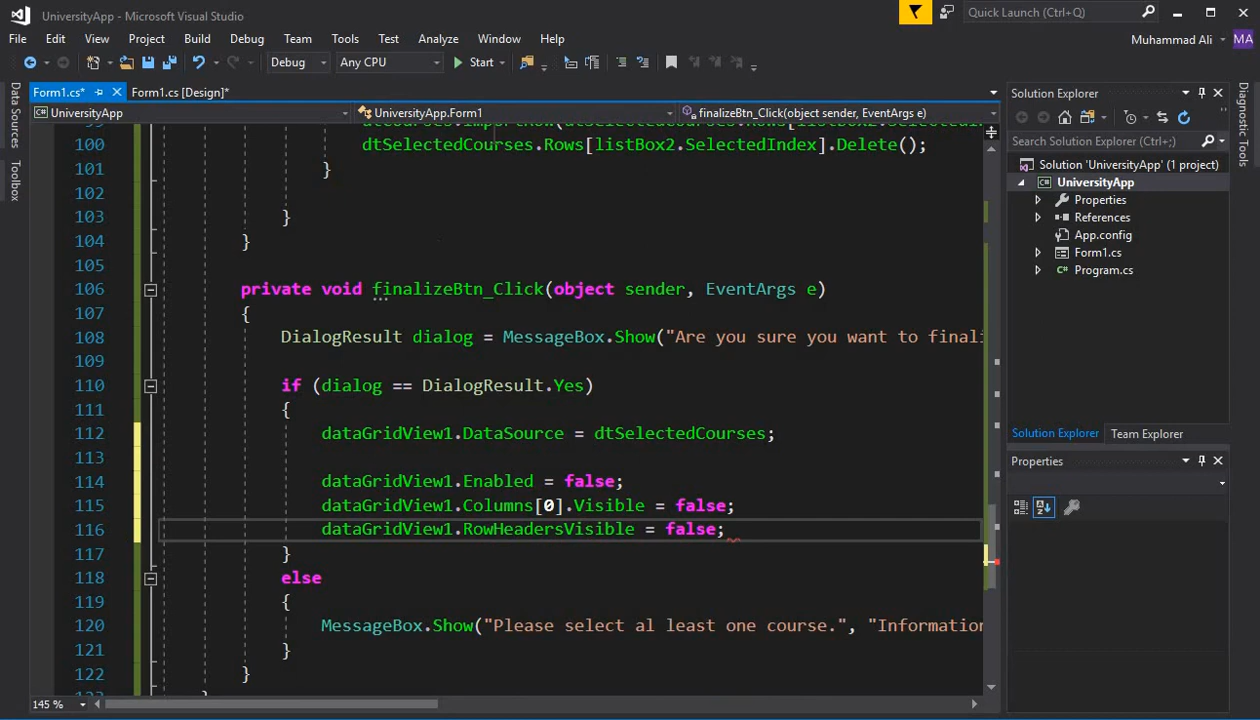 UniversityApp - Microsoft Visual Studio
Quick Launch (Ctrl+Q)
File Edit View Project Build Debug Team Tools Test Analyze Window Help
Muhammad Ali MA
Debug Any CPU Start
Form1.cs* Form1.cs [Design]*
UniversityApp UniversityApp.Form1 finalizeBtn_Click(object sender, EventArgs e)
Data Sources
Toolbox
100 dtSelectedCourses.Rows[listBox2.SelectedIndex].Delete();
101 }
102
103 }
104 }
105
106 private void finalizeBtn_Click(object sender, EventArgs e)
107 {
108 DialogResult dialog = MessageBox.Show("Are you sure you want to finali
109
110 if (dialog == DialogResult.Yes)
111 {
112 dataGridView1.DataSource = dtSelectedCourses;
113
114 dataGridView1.Enabled = false;
115 dataGridView1.Columns[0].Visible = false;
116 dataGridView1.RowHeadersVisible = false;
117 }
118 else
119 {
120 MessageBox.Show("Please select al least one course.", "Information
121 }
122 }
145 %
Solution Explorer
Search Solution Explorer (Ctrl+;)
Solution 'UniversityApp' (1 project)
UniversityApp
Properties
References
App.config
Form1.cs
Program.cs
Solution Explorer Team Explorer
Properties
Diagnostic Tools